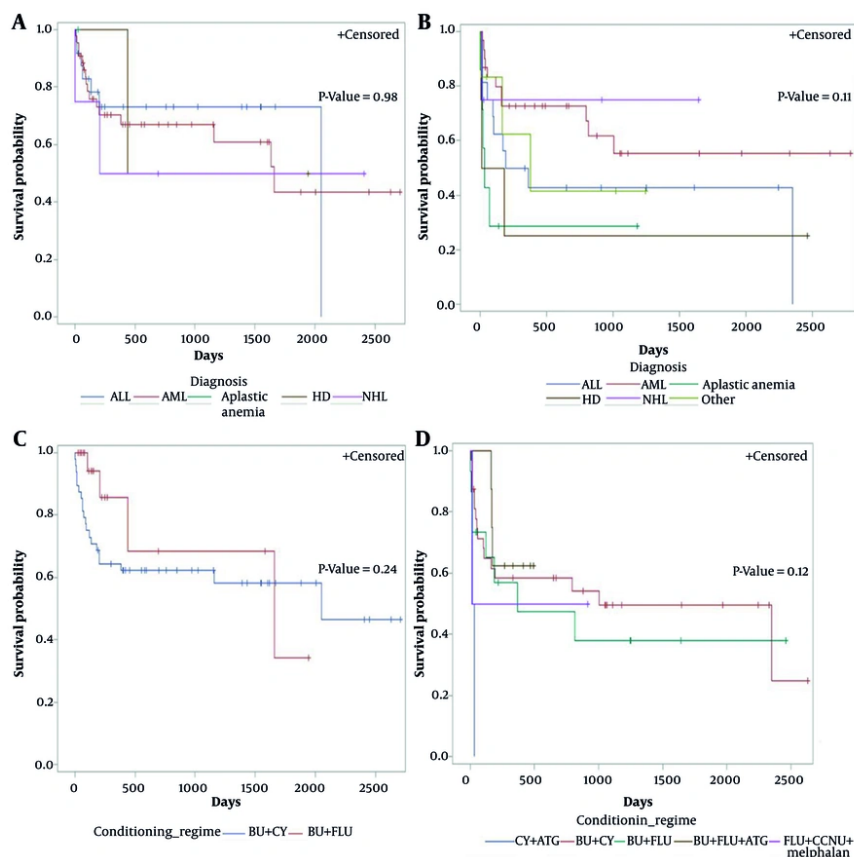 A
+Censored
1.0
0.8
0.6
0.4
0.2
0.0
P-Value = 0.98
Survival probability
0 500 1000 1500 2000 2500
Days
Diagnosis
ALL AML Aplastic anemia HD NHL
B
+Censored
1.0
0.8
0.6
0.4
0.2
0.0
P-Value = 0.11
Survival probability
0 500 1000 1500 2000 2500
Days
Diagnosis
ALL AML Aplastic anemia
HD NHL Other
C
+Censored
1.0
0.8
0.6
0.4
0.2
0.0
P-Value = 0.24
Survival probability
0 500 1000 1500 2000 2500
Days
Conditioning_regime BU+CY BU+FLU
D
+Censored
1.0
0.8
0.6
0.4
0.2
0.0
P-Value = 0.12
Survival probability
0 500 1000 1500 2000 2500
Days
Conditionin_regime
CY+ATG BU+CY BU+FLU BU+FLU+ATG FLU+CCNU+
melphalan